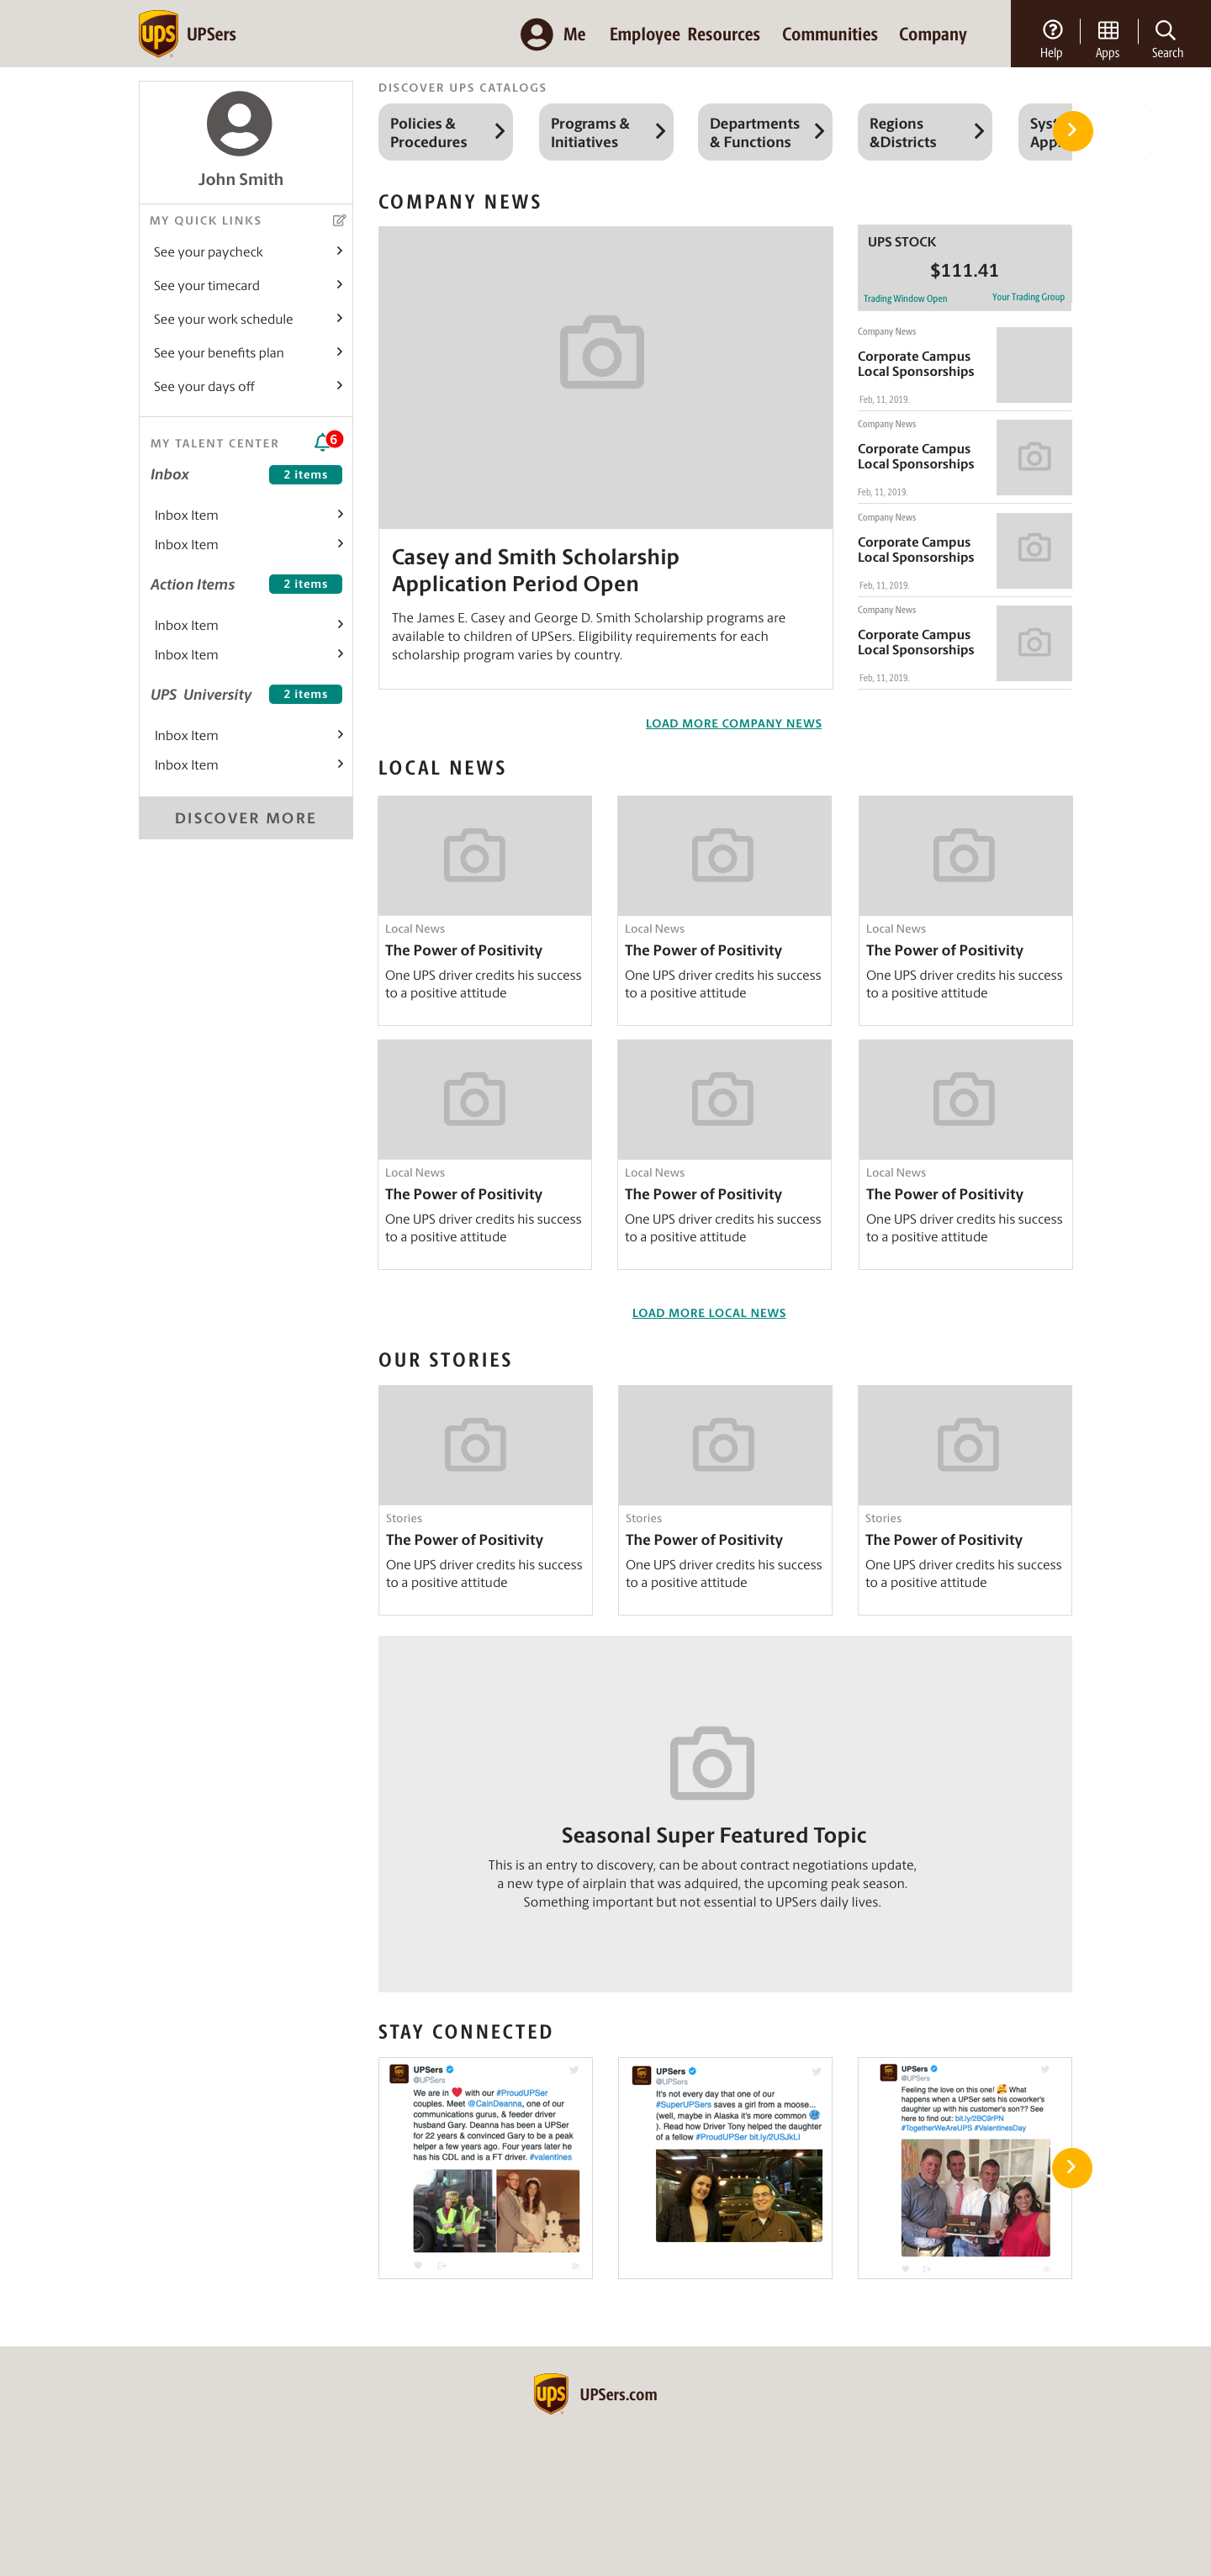 ups UPSers
Me Employee Resources Communities Company
Help Apps Search
John Smith
MY QUICK LINKS
See your paycheck
See your timecard
See your work schedule
See your benefits plan
See your days off
MY TALENT CENTER 6
Inbox 2 items
Inbox Item
Inbox Item
Action Items 2 items
Inbox Item
Inbox Item
UPS University 2 items
Inbox Item
Inbox Item
DISCOVER MORE
DISCOVER UPS CATALOGS
Policies &
Procedures
Programs &
Initiatives
Departments
& Functions
Regions
&Districts
COMPANY NEWS
Casey and Smith Scholarship
Application Period Open
The James E. Casey and George D. Smith Scholarship programs are
available to children of UPSers. Eligibility requirements for each
scholarship program varies by country.
UPS STOCK
$111.41
Trading Window Open Your Trading Group
Company News
Corporate Campus
Local Sponsorships
Feb, 11, 2019.
Company News
Corporate Campus
Local Sponsorships
Feb, 11, 2019.
Company News
Corporate Campus
Local Sponsorships
Feb, 11, 2019.
Company News
Corporate Campus
Local Sponsorships
Feb, 11, 2019.
LOAD MORE COMPANY NEWS
LOCAL NEWS
Local News
The Power of Positivity
One UPS driver credits his success
to a positive attitude
Local News
The Power of Positivity
One UPS driver credits his success
to a positive attitude
Local News
The Power of Positivity
One UPS driver credits his success
to a positive attitude
Local News
The Power of Positivity
One UPS driver credits his success
to a positive attitude
Local News
The Power of Positivity
One UPS driver credits his success
to a positive attitude
Local News
The Power of Positivity
One UPS driver credits his success
to a positive attitude
LOAD MORE LOCAL NEWS
OUR STORIES
Stories
The Power of Positivity
One UPS driver credits his success
to a positive attitude
Stories
The Power of Positivity
One UPS driver credits his success
to a positive attitude
Stories
The Power of Positivity
One UPS driver credits his success
to a positive attitude
Seasonal Super Featured Topic
This is an entry to discovery, can be about contract negotiations update,
a new type of airplain that was adquired, the upcoming peak season.
Something important but not essential to UPSers daily lives.
STAY CONNECTED
UPSers
@UPSers
We are in ❤️ with our #ProudUPSer
couples. Meet @CainDeanna, one of our
communications gurus, & feeder driver
husband Gary. Deanna has been a UPSer
for 22 years & convinced Gary to be a peak
helper a few years ago. Four years later he
has his CDL and is a FT driver. #valentines
UPSers
@UPSers
It's not every day that one of our
#SuperUPSers saves a girl from a moose...
(well, maybe in Alaska it's more common 🥶
). Read how Driver Tony helped the daughter
of a fellow #ProudUPSer bit.ly/2USJkLI
UPSers
@UPSers
Feeling the love on this one! 🥰 What
happens when a UPSer sets his coworker's
daughter up with his customer's son?? See
here to find out: bit.ly/2BC9rPN
#TogetherWeAreUPS #ValentinesDay
ups UPSers.com